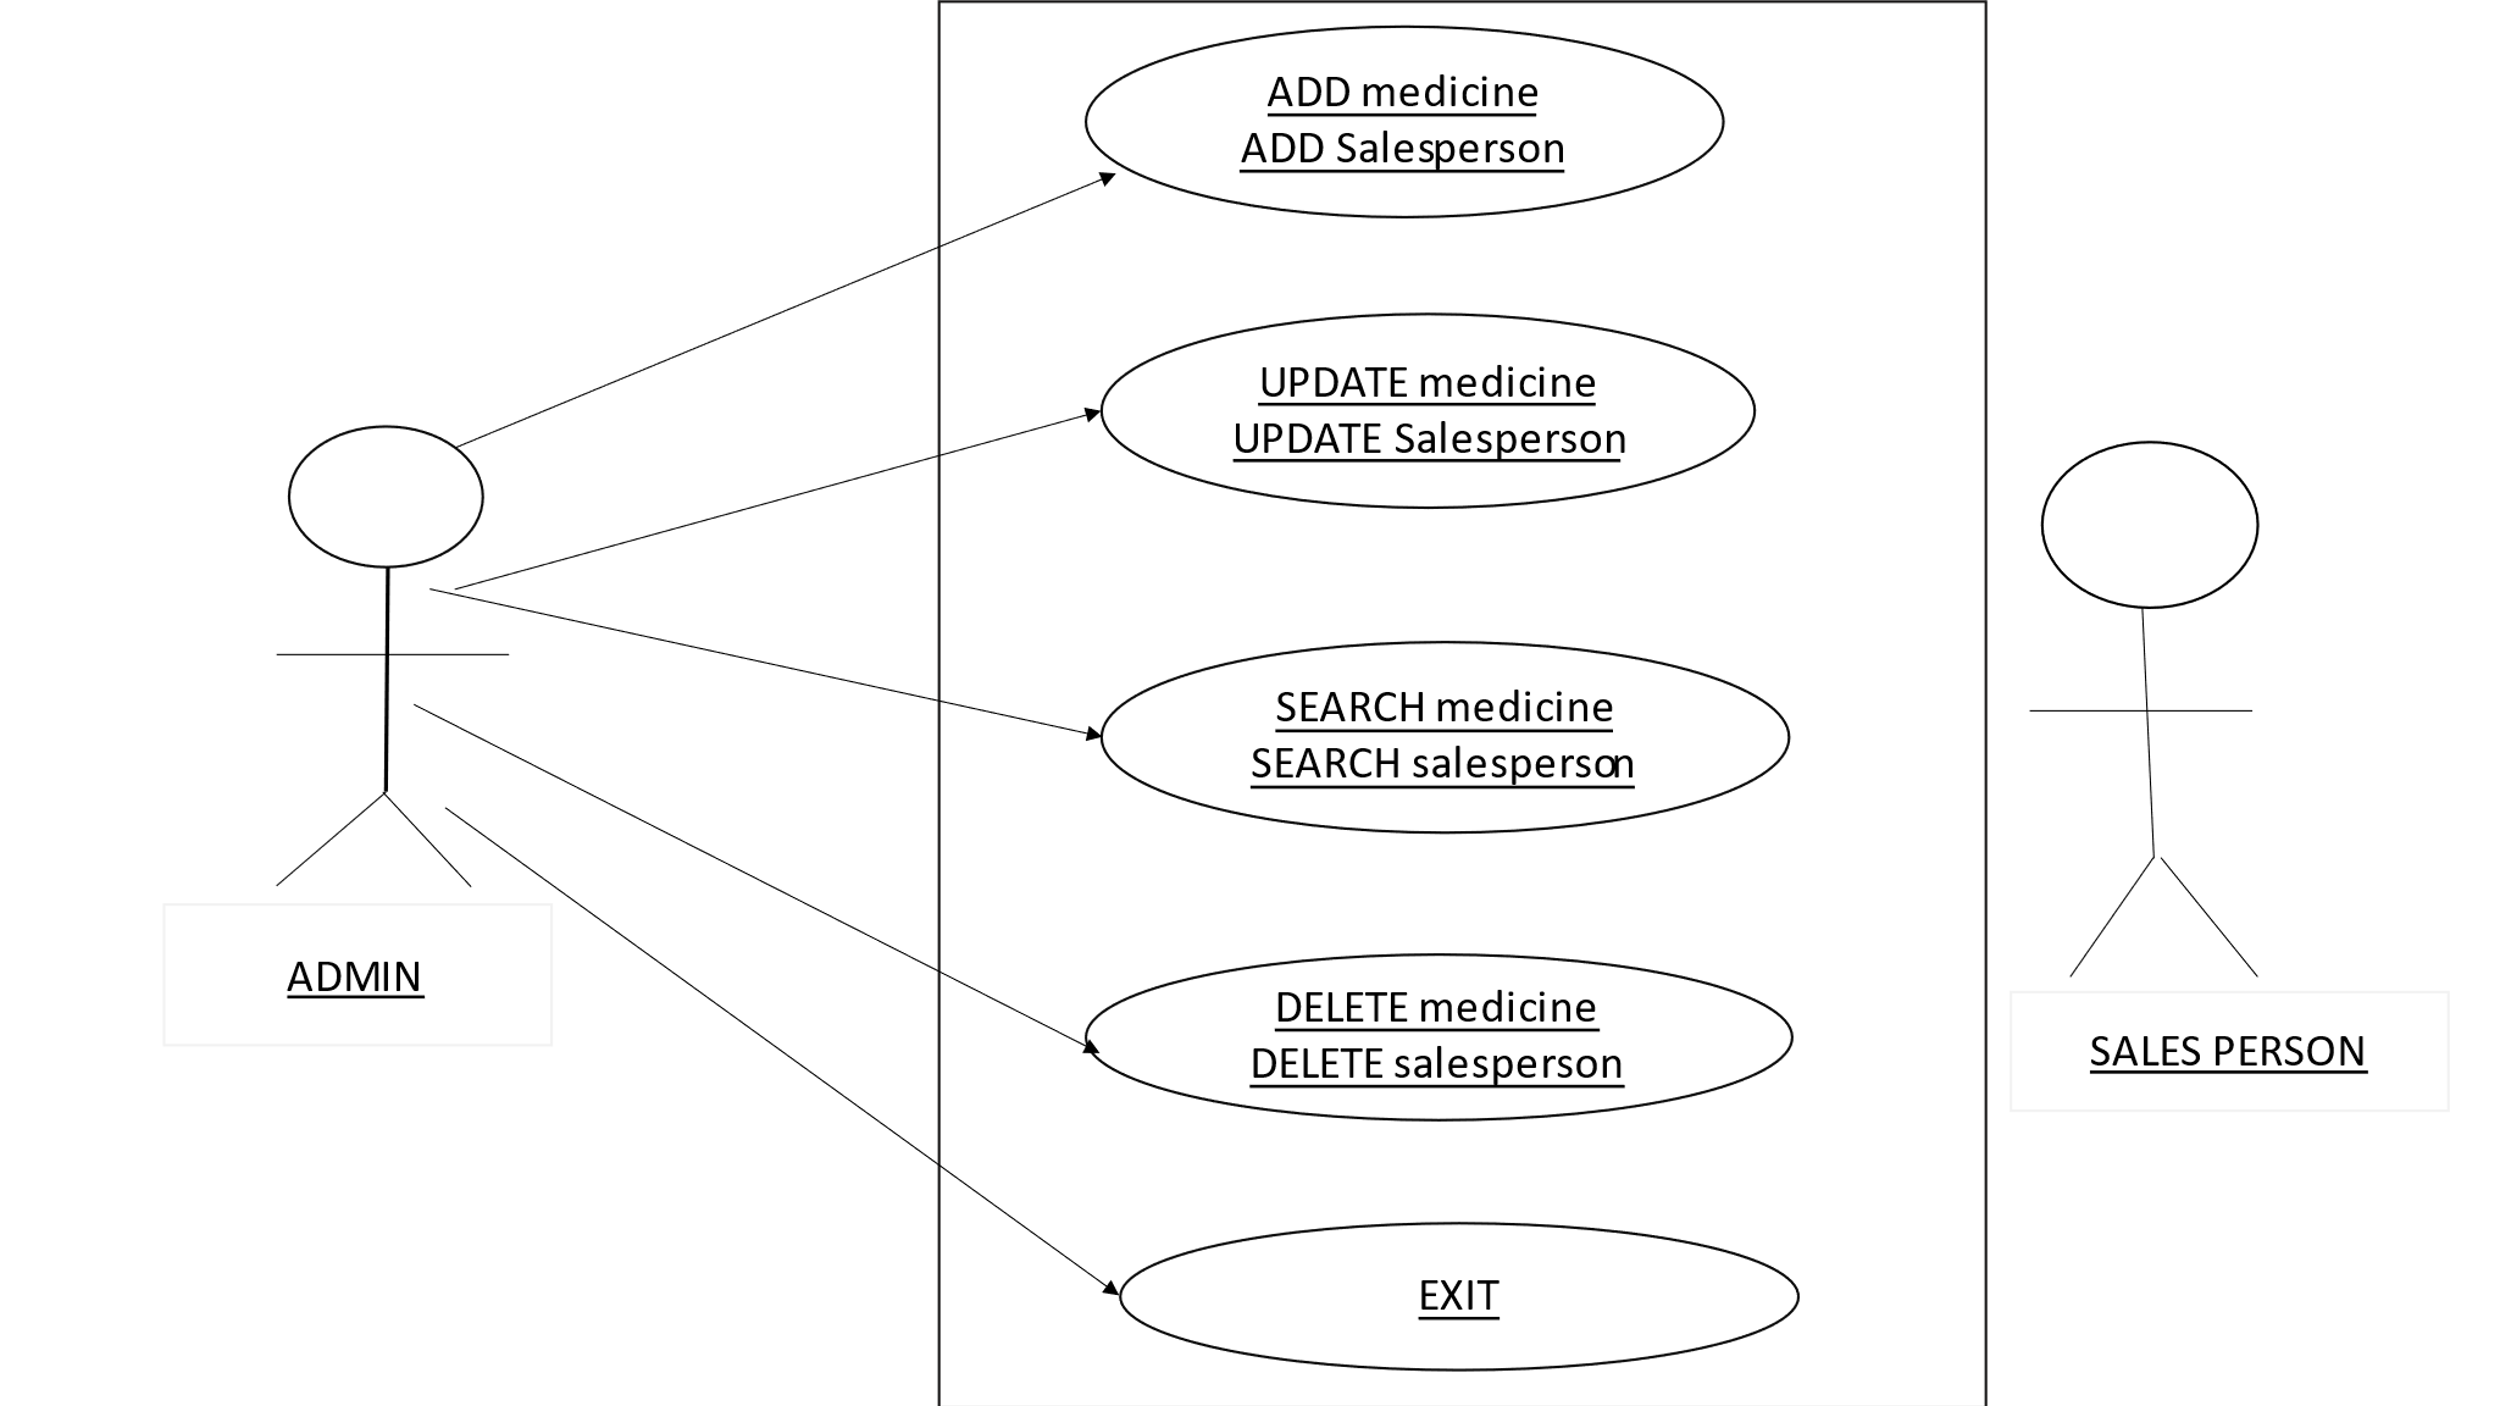 ADD medicine
ADD Salesperson
UPDATE medicine
UPDATE Salesperson
SEARCH medicine
SEARCH salesperson
ADMIN
DELETE medicine
DELETE salesperson
SALES PERSON
EXIT